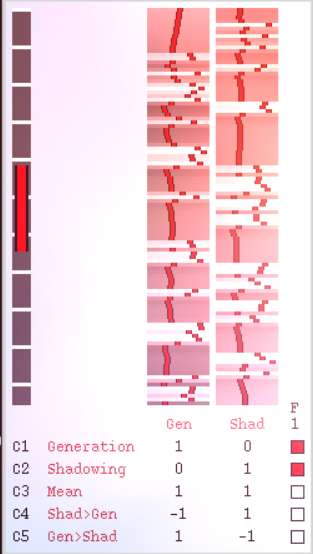 F
Gen Shad 1
C1 Generation 1 0
C2 Shadowing 0 1
C3 Mean 1 1
C4 Shad>Gen -1 1
C5 Gen>Shad 1 -1